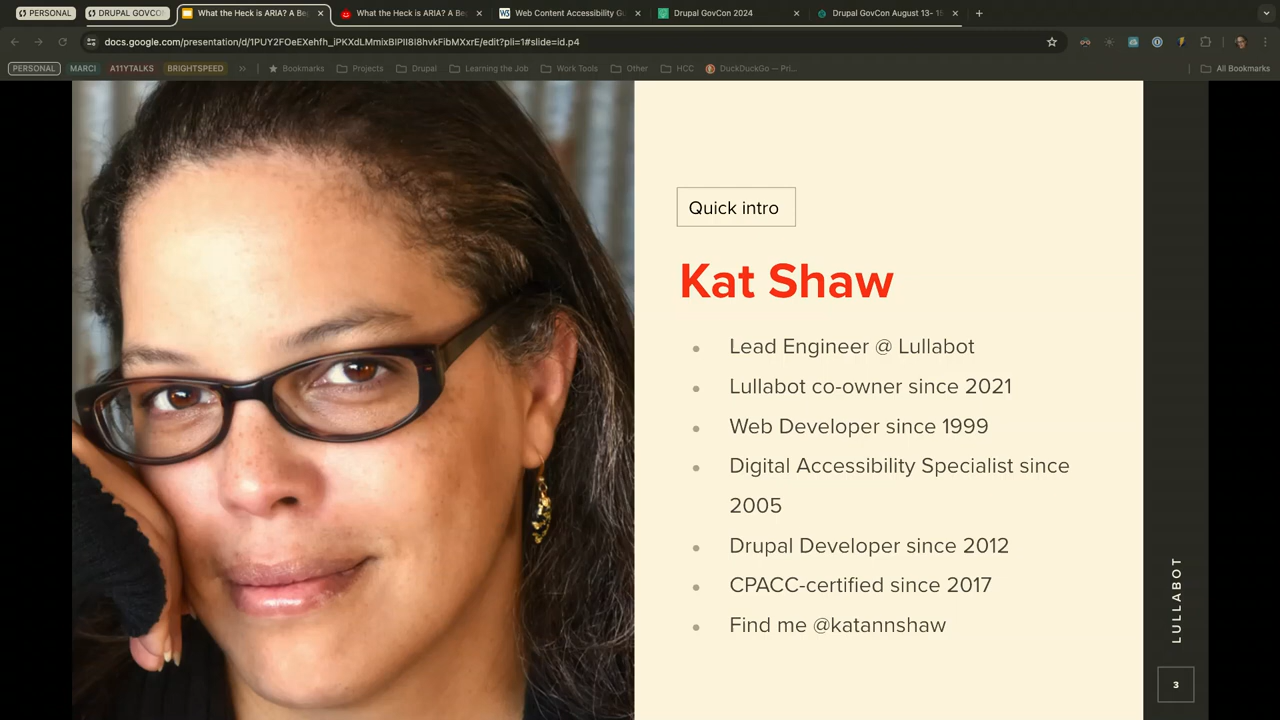 PERSONAL
DRUPAL GOVCO
What the Heck is ARIA? A Be
What the Heck is ARIA? A Be
Web Content Accessibility Gu
Drupal GovCon 2024
Drupal GovCon August 13- 15
docs.google.com/presentation/d/1PUY2FOeEXehfh_iPKXdLMmixBIPII8I8hvkFibMXxrE/edit?pli=1#slide=id.p4
PERSONAL
MARCI
A11YTALKS
BRIGHTSPEED
Bookmarks
Projects
Drupal
Learning the Job
Work Tools
Other
HCC
DuckDuckGo — Pri...
All Bookmarks
Quick intro
Kat Shaw
Lead Engineer @ Lullabot
Lullabot co-owner since 2021
Web Developer since 1999
Digital Accessibility Specialist since
2005
Drupal Developer since 2012
CPACC-certified since 2017
Find me @katannshaw
LULLABOT
3